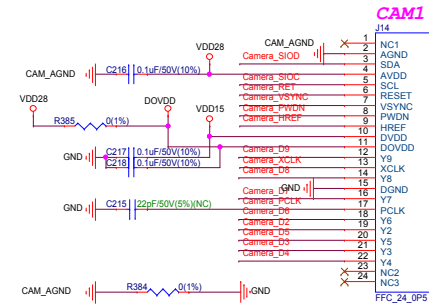 CAM1
J14
CAM_AGND
1 NC1
2 AGND
Camera_SIOD 3 SDA
VDD28
4 AVDD
CAM_AGND C216 0.1uF/50V(10%)
Camera_SIOC 5 SCL
Camera_RET 6 RESET
Camera_VSYNC 7 VSYNC
Camera_PWDN 8 PWDN
Camera_HREF 9 HREF
VDD28 DOVDD VDD15
10 DVDD
R385 0(1%)
11 DOVDD
Camera_D9 12 Y9
GND C217 0.1uF/50V(10%)
Camera_XCLK 13 XCLK
C218 0.1uF/50V(10%)
Camera_D8 14 Y8
15 DGND
GND
Camera_D7 16 Y7
GND C215 22pF/50V(5%)(NC)
17 PCLK
Camera_D6 18 Y6
Camera_D2 19 Y2
Camera_D5 20 Y5
Camera_D3 21 Y3
Camera_D4 22 Y4
23 NC2
24 NC3
CAM_AGND R384 0(1%) GND
FFC_24_0P5